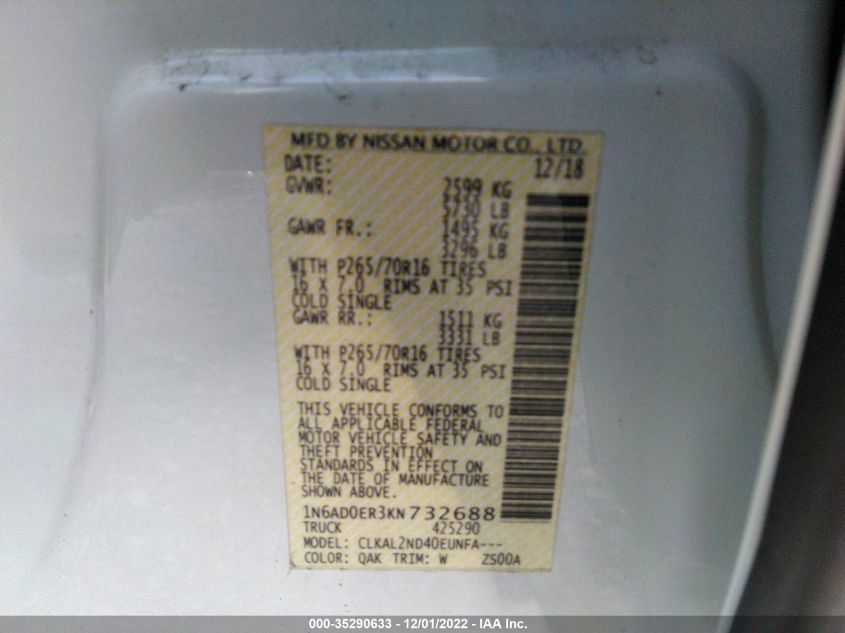 MFD BY NISSAN MOTOR CO., LTD.
DATE: 12/18
GVWR: 2599 KG
5730 LB
GAWR FR.: 1495 KG
3296 LB
WITH P265/70R16 TIRES
16 X 7.0 RIMS AT 35 PSI
COLD SINGLE
GAWR RR.: 1511 KG
3331 LB
WITH P265/70R16 TIRES
16 X 7.0 RIMS AT 35 PSI
COLD SINGLE
THIS VEHICLE CONFORMS TO
ALL APPLICABLE FEDERAL
MOTOR VEHICLE SAFETY AND
THEFT PREVENTION
STANDARDS IN EFFECT ON
THE DATE OF MANUFACTURE
SHOWN ABOVE.
1N6AD0ER3KN732688
TRUCK 425290
MODEL: CLKAL2ND40EUNFA---
COLOR: QAK TRIM: W ZS00A
000-35290633 - 12/01/2022 - IAA Inc.